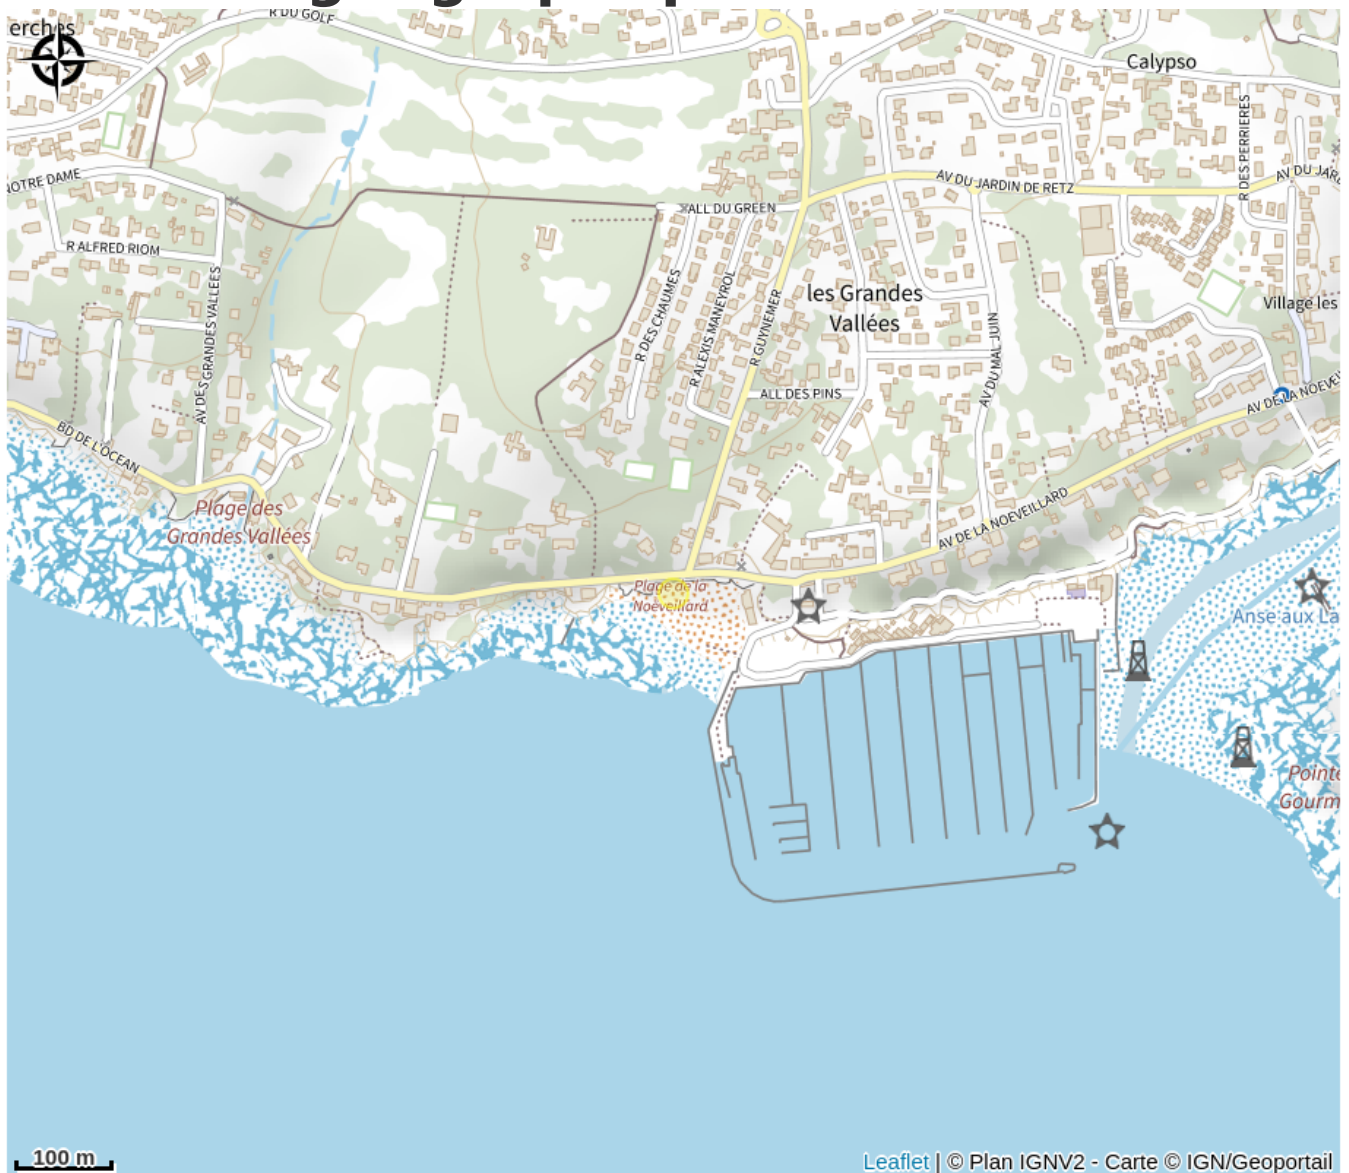 R DU GOLF
erches
Calypso
R DES PERRIERES
NOTRE DAME
AV DU JARDIN DE RETZ
AV DU JAR
ALL DU GREEN
R ALFRED RIOM
AV DES GRANDES VALLEES
R DES CHAUMES
R ALEXIS MANEYROL
R GUYNEMER
les Grandes
Vallées
Village les
AV DU MAL JUIN
ALL DES PINS
AV DE LA NOEVEI
BD DE L'OCEAN
Plage des
Grandes Vallées
AV DE LA NOEVEILLARD
Plage de la
Noëveillard
Anse aux La
Pointe
Gourm
100 m
Leaflet | © Plan IGNV2 - Carte © IGN/Geoportail